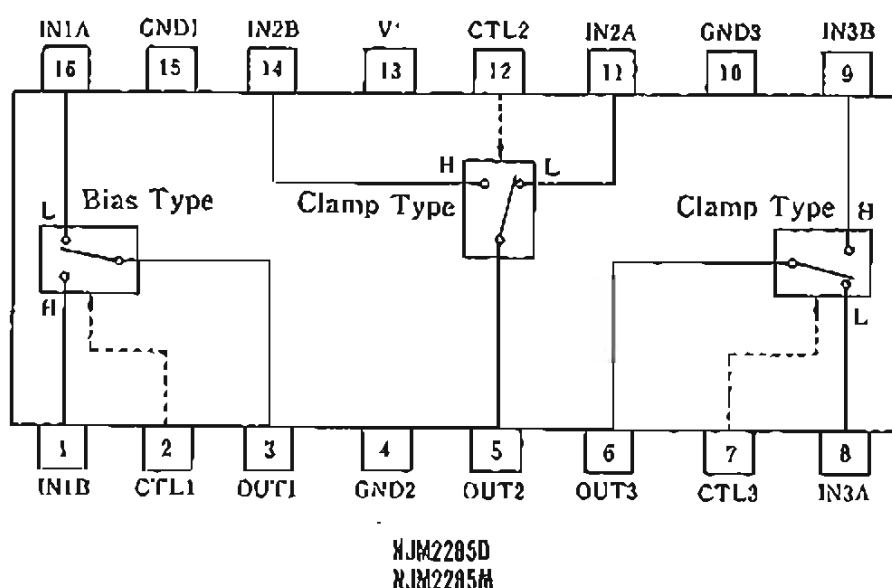 IN1A GND1 IN2B V+ CTL2 IN2A GND3 IN3B
16 15 14 13 12 11 10 9
H L
L Bias Type Clamp Type Clamp Type H
H L
1 2 3 4 5 6 7 8
IN1B CTL1 OUT1 GND2 OUT2 OUT3 CTL3 IN3A
NJM2285D
NJM2285M